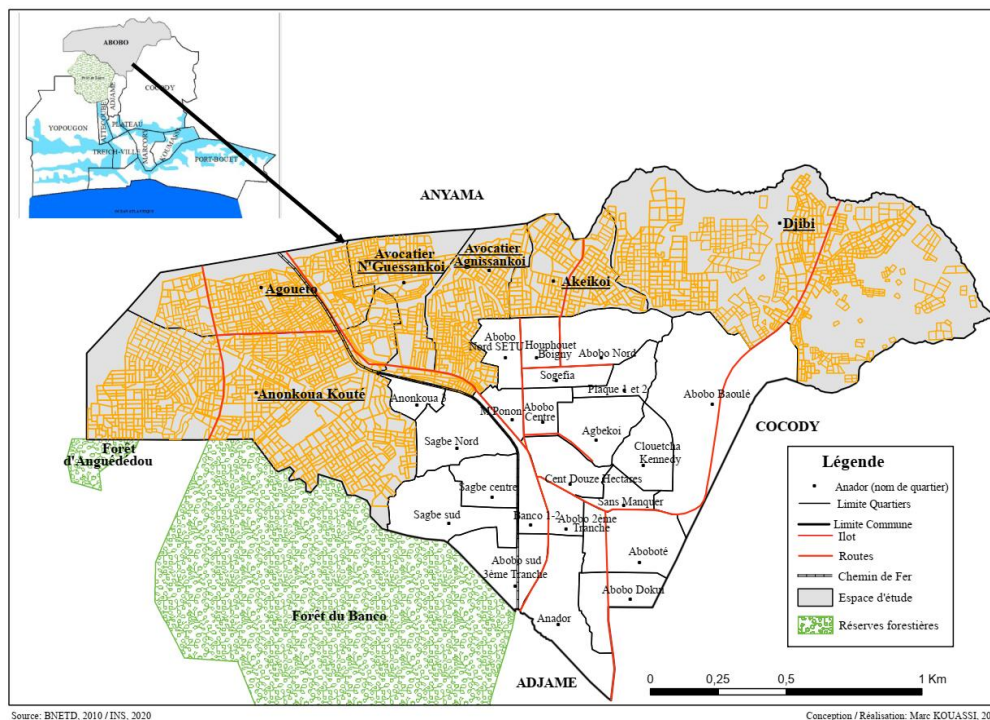 ABOBO
COCODY
ADJAME
ATTECOUBE
YOPOUGON
PLATEAU
TREICH-VILLE
MARCORY
KOUMASSI
PORT-BOUET
ANYAMA
Djibi
Avocatier
N'Guessankoi
Avocatier
Agnissankoi
Akeikoi
Agoueto
Abobo
Nord SETU
Houphouet
Boigny
Abobo Nord
Sogefia
Plaque 1 et 2
Anonkoua Kouté
Anonkoua
Abobo Baoulé
M'Ponon
Abobo
Centre
COCODY
Agbekoi
Clouetcha
Kennedy
Forêt
d'Anguédédou
Sagbe Nord
Cent Douze Hectares
Sagbe centre
Sans Manquer
Sagbe sud
Banco 1-2
Abobo 2ème
Tranche
Abobo sud
3ème Tranche
Aboboté
Abobo Dokui
Forêt du Banco
Anador
ADJAME
Légende
Anador (nom de quartier)
Limite Quartiers
Limite Commune
Ilot
Routes
Chemin de Fer
Espace d'étude
Réserves forestières
0 0,5 1 Km
Source: BNETD, 2010 / INS, 2020
Conception / Réalisation: Marc KOUASSI, 20